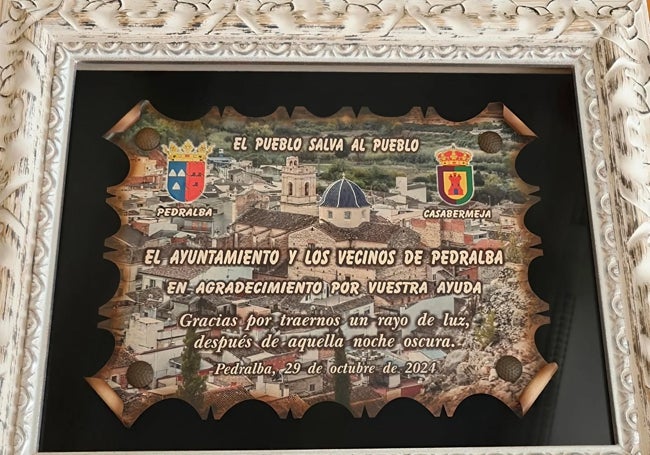 EL PUEBLO SALVA AL PUEBLO
PEDRALBA
CASABERMEJA
EL AYUNTAMIENTO Y LOS VECINOS DE PEDRALBA
EN AGRADECIMIENTO POR VUESTRA AYUDA
Gracias por traernos un rayo de luz,
después de aquella noche oscura.
Pedralba, 29 de octubre de 2024